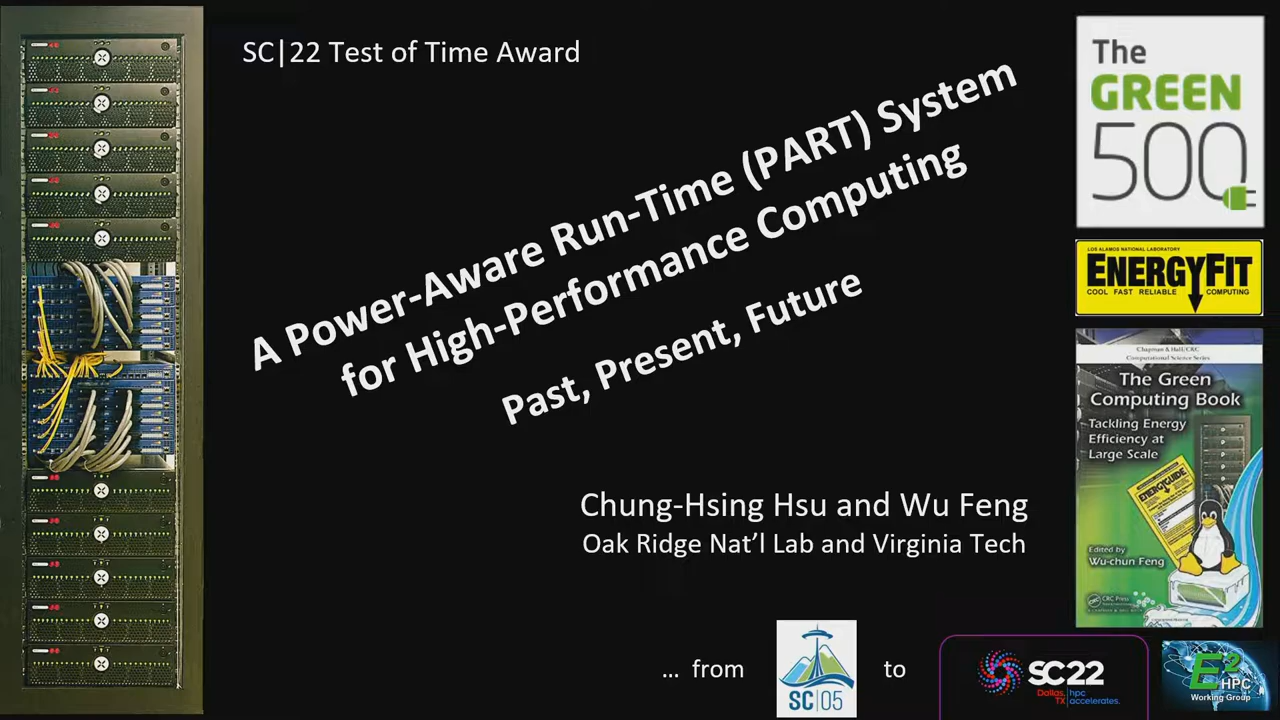 SC|22 Test of Time Award
A Power-Aware Run-Time (PART) System
for High-Performance Computing
Past, Present, Future
Chung-Hsing Hsu and Wu Feng
Oak Ridge Nat'l Lab and Virginia Tech
... from
SC|05
to
SC22
Dallas, TX
hpc accelerates.
E² HPC
Working Group
The
GREEN
500
LOS ALAMOS NATIONAL LABORATORY
ENERGYFIT
COOL FAST RELIABLE COMPUTING
Chapman & Hall/CRC
Computational Science Series
The Green
Computing Book
Tackling Energy
Efficiency at
Large Scale
ENERGYGUIDE
Edited by
Wu-chun Feng
CRC Press